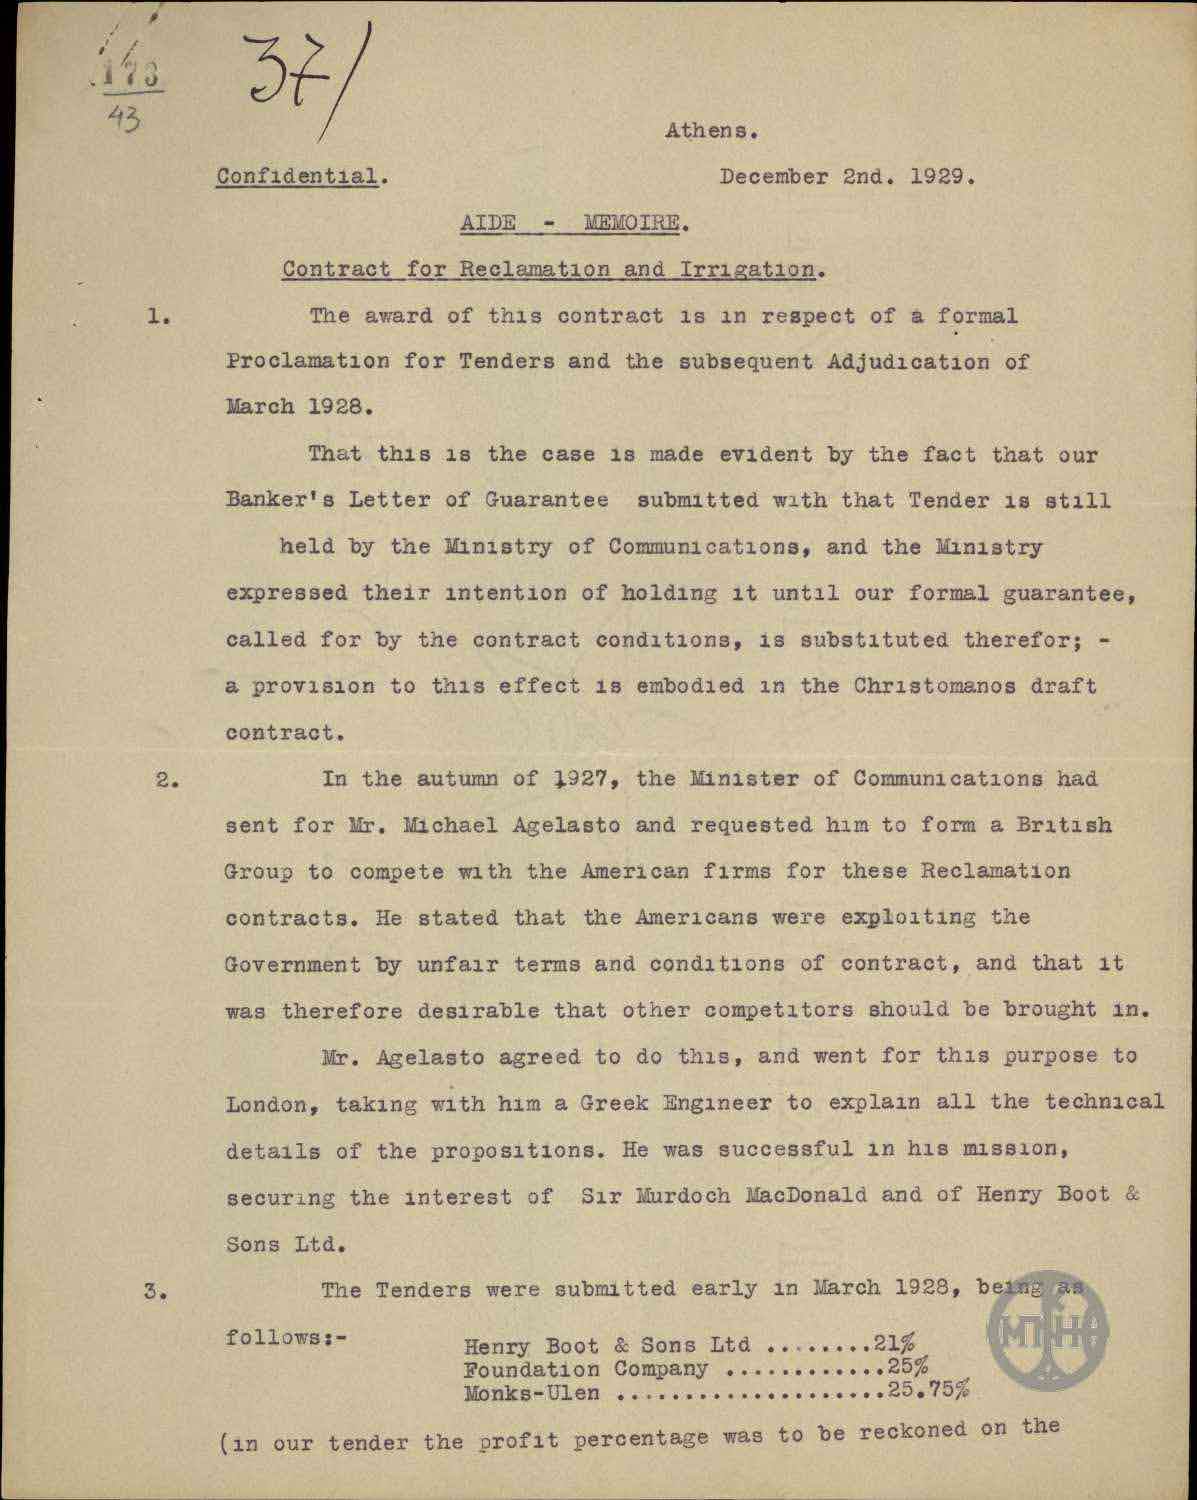 173
43
37/
Athens.
Confidential. December 2nd. 1929.
AIDE - MEMOIRE.
Contract for Reclamation and Irrigation.
1. The award of this contract is in respect of a formal
Proclamation for Tenders and the subsequent Adjudication of
March 1928.
That this is the case is made evident by the fact that our
Banker's Letter of Guarantee submitted with that Tender is still
held by the Ministry of Communications, and the Ministry
expressed their intention of holding it until our formal guarantee,
called for by the contract conditions, is substituted therefor; -
a provision to this effect is embodied in the Christomanos draft
contract.
2. In the autumn of 1927, the Minister of Communications had
sent for Mr. Michael Agelasto and requested him to form a British
Group to compete with the American firms for these Reclamation
contracts. He stated that the Americans were exploiting the
Government by unfair terms and conditions of contract, and that it
was therefore desirable that other competitors should be brought in.
Mr. Agelasto agreed to do this, and went for this purpose to
London, taking with him a Greek Engineer to explain all the technical
details of the propositions. He was successful in his mission,
securing the interest of Sir Murdoch MacDonald and of Henry Boot &
Sons Ltd.
3. The Tenders were submitted early in March 1928, being as
follows:-
Henry Boot & Sons Ltd ........21%
Foundation Company ............25%
Monks-Ulen ....................25.75%
(in our tender the profit percentage was to be reckoned on the